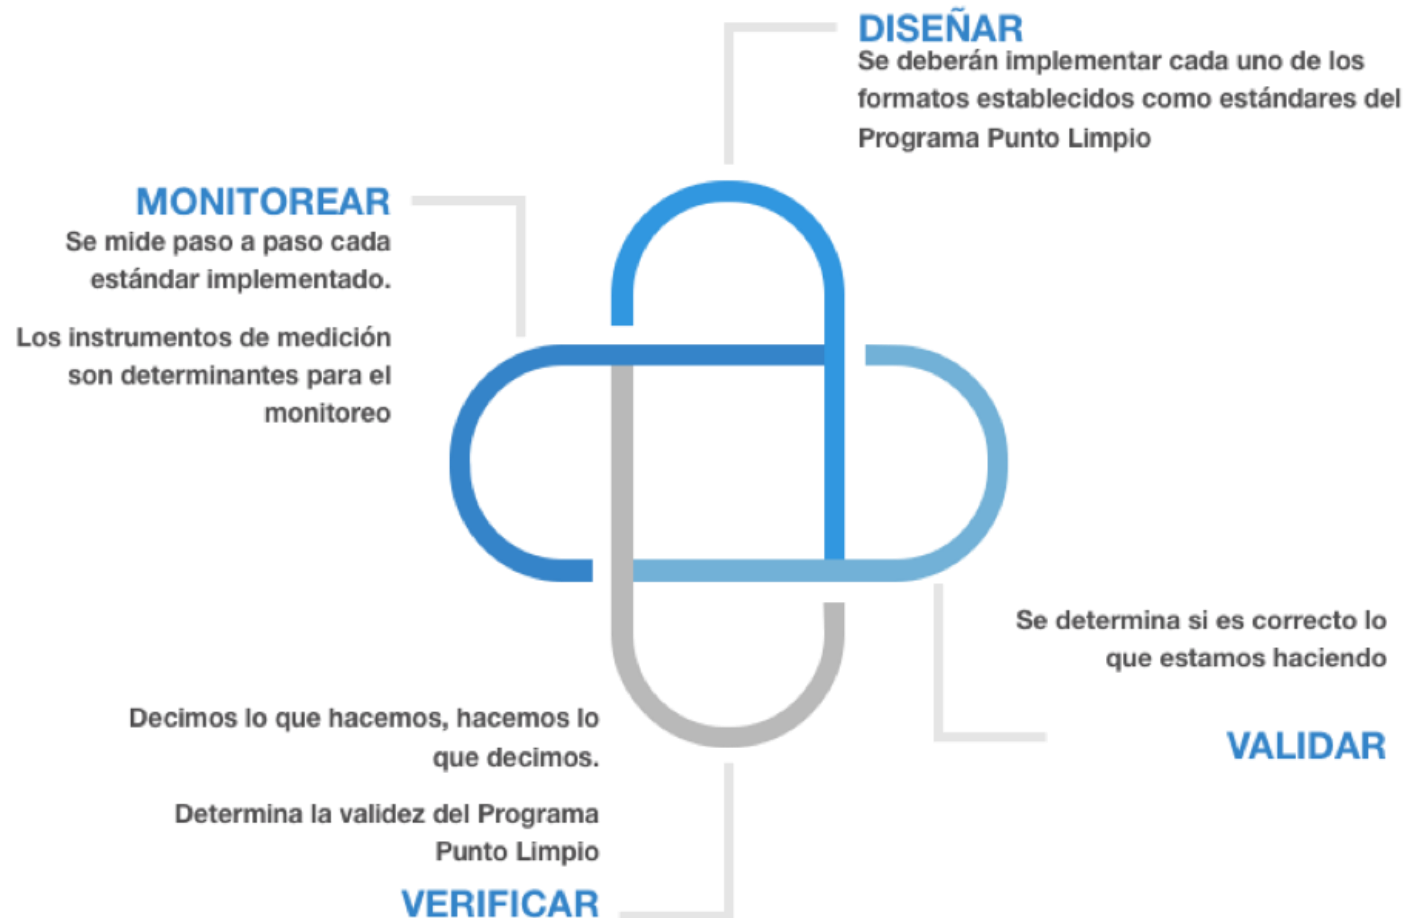 DISEÑAR
Se deberán implementar cada uno de los
formatos establecidos como estándares del
Programa Punto Limpio
MONITOREAR
Se mide paso a paso cada
estándar implementado.
Los instrumentos de medición
son determinantes para el
monitoreo
Se determina si es correcto lo
que estamos haciendo
VALIDAR
Decimos lo que hacemos, hacemos lo
que decimos.
Determina la validez del Programa
Punto Limpio
VERIFICAR